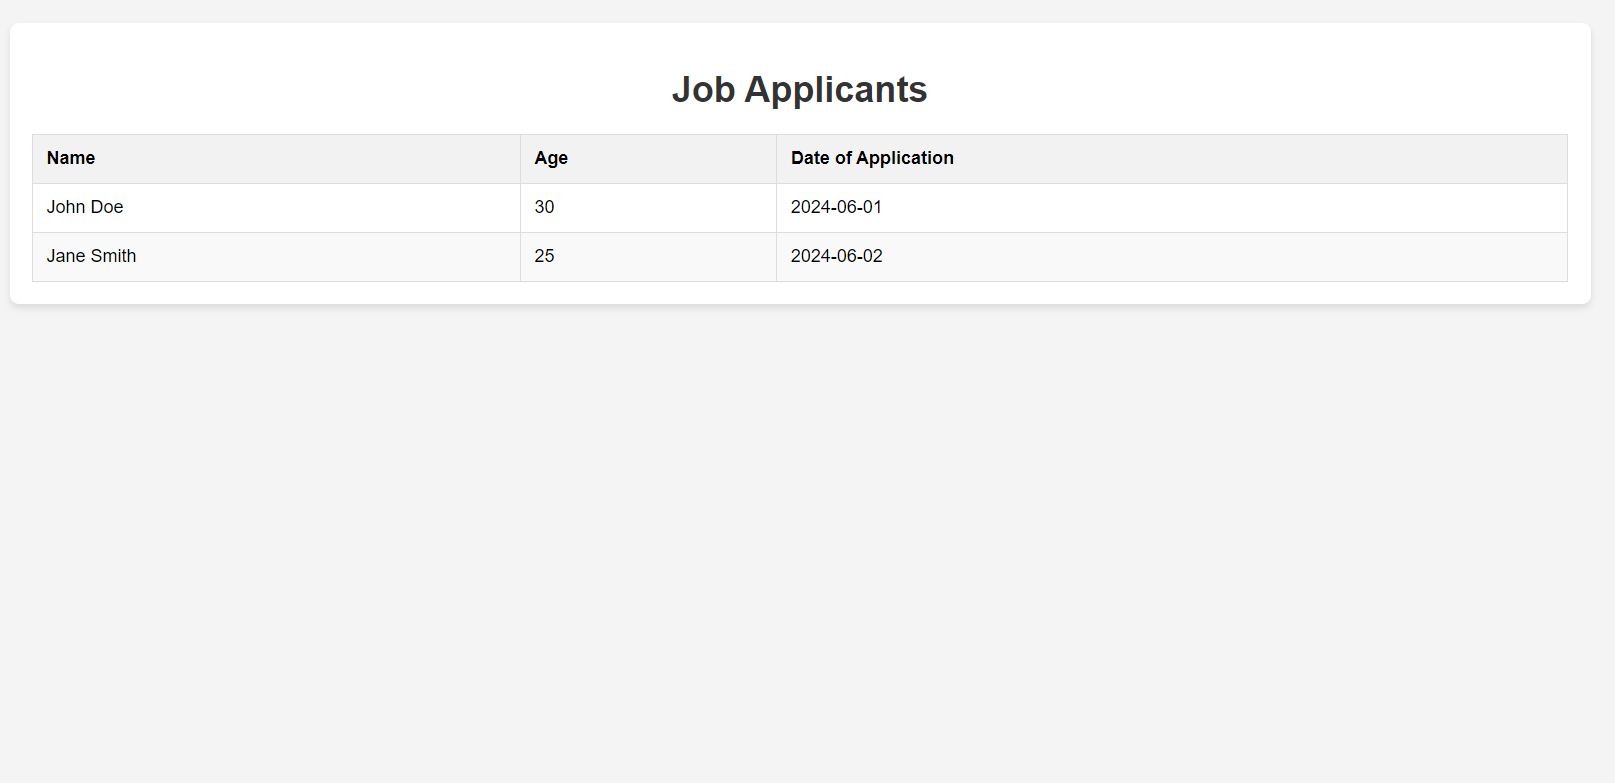 Job Applicants
Name Age Date of Application
John Doe 30 2024-06-01
Jane Smith 25 2024-06-02